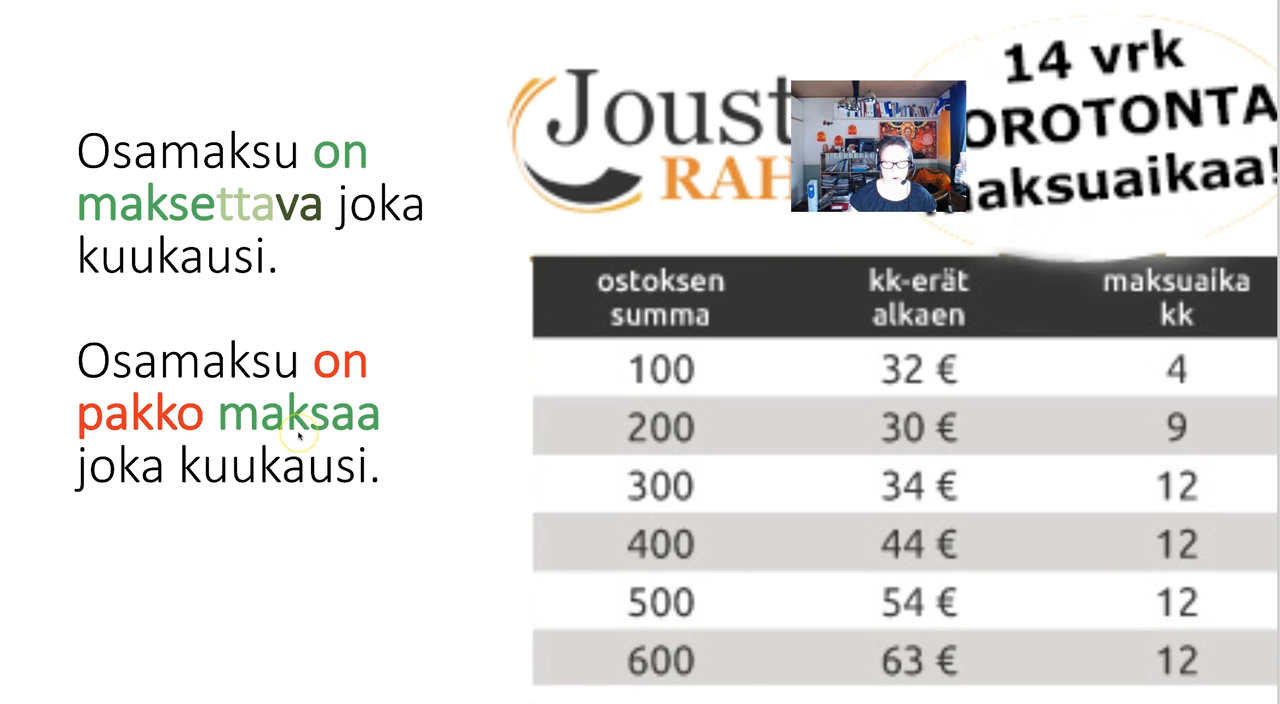 Osamaksu on
maksettava joka
kuukausi.
Osamaksu on
pakko maksaa
joka kuukausi.
14 vrk
maksuaikaa!
ostoksen summa kk-erät alkaen maksuaika kk
100 32 € 4
200 30 € 9
300 34 € 12
400 44 € 12
500 54 € 12
600 63 € 12